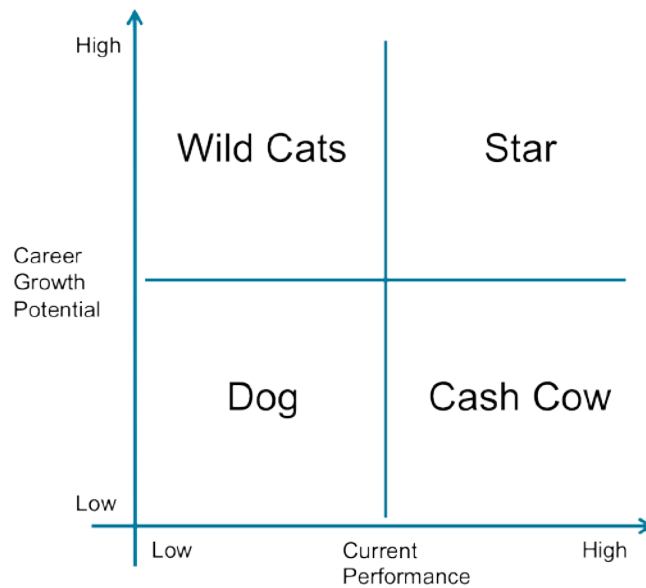 High
Wild Cats
Star
Career
Growth
Potential
Dog
Cash Cow
Low
Low
Current
Performance
High